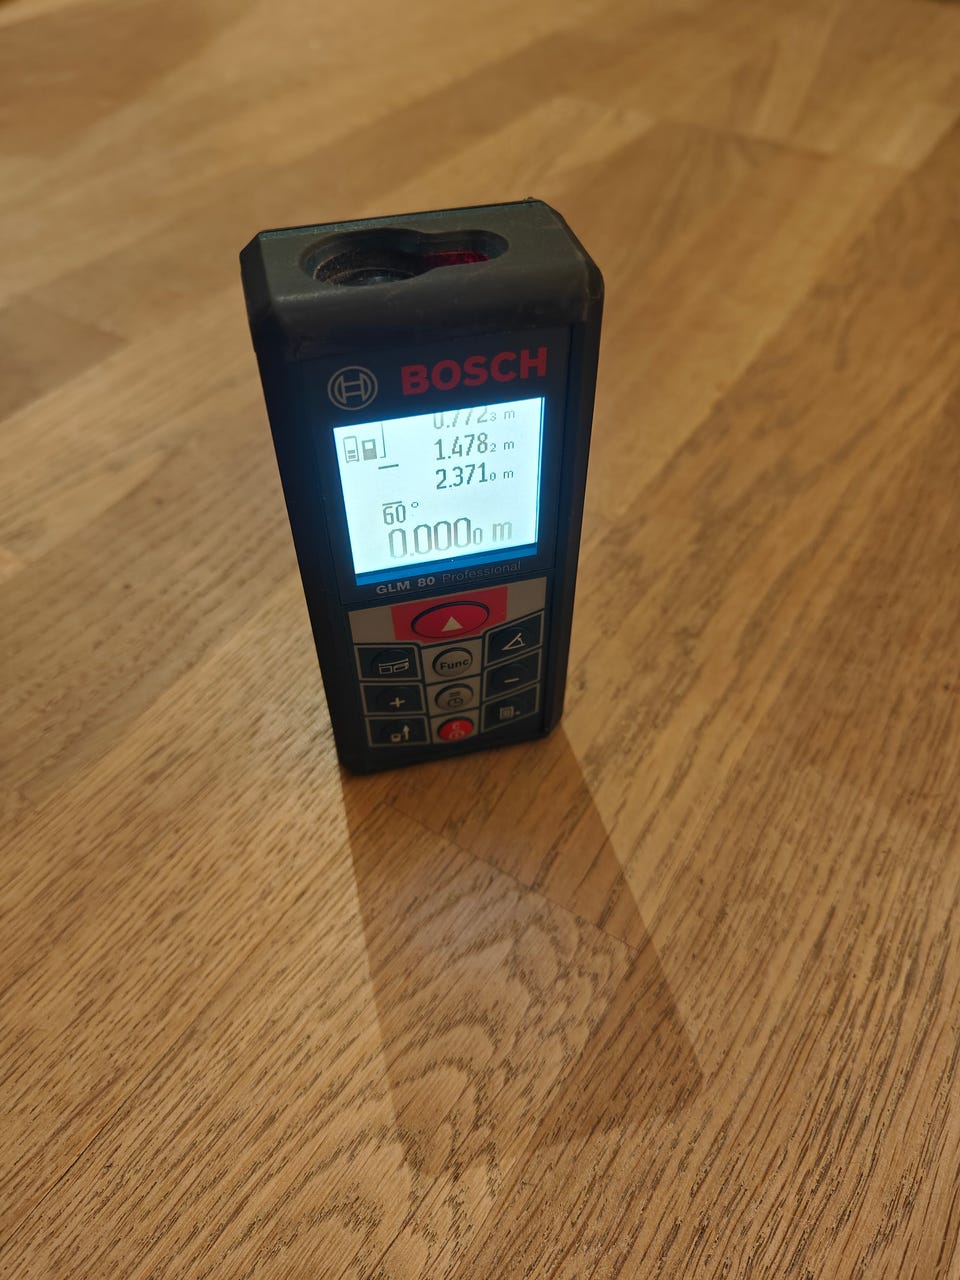 BOSCH
0.7723 m
1.4782 m
2.3710 m
60°
0.0000 m
GLM 80 Professional
Func
+
−
=
C